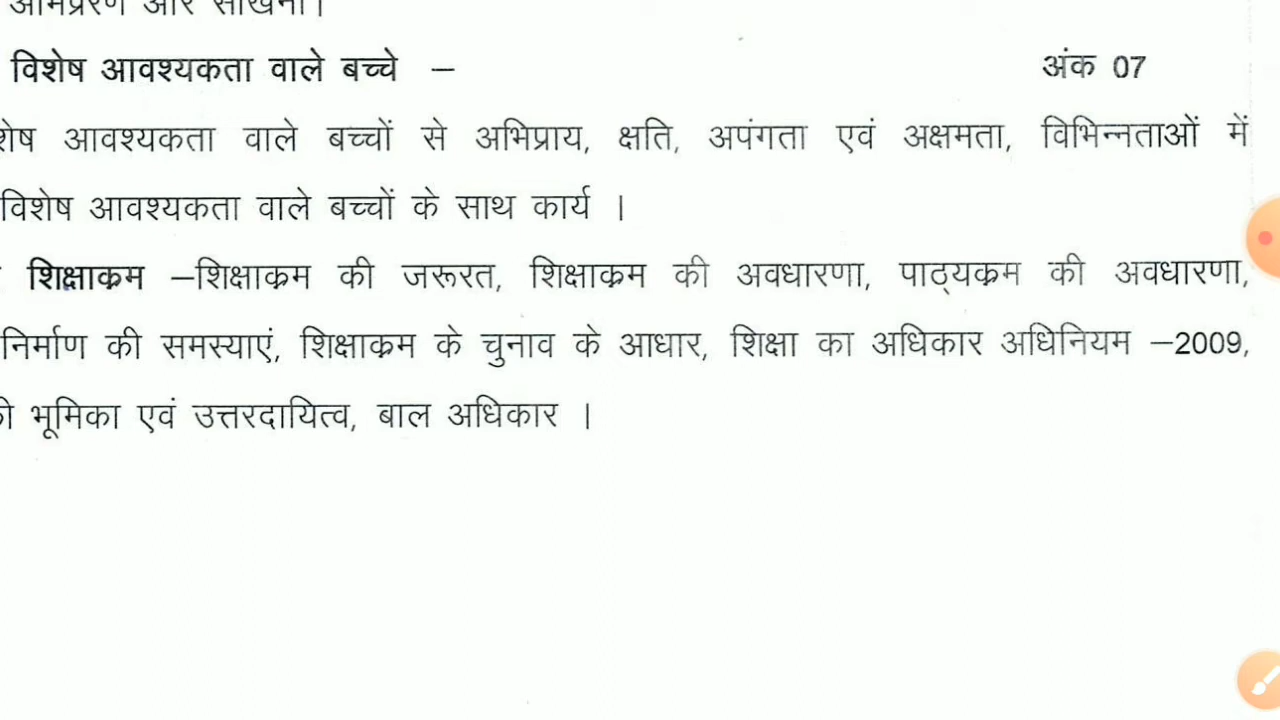 विशेष आवश्यकता वाले बच्चे – अंक 07
आवश्यकता वाले बच्चों से अभिप्राय, क्षति, अपंगता एवं अक्षमता, विभिन्नताओं में
विशेष आवश्यकता वाले बच्चों के साथ कार्य ।
शिक्षाक्रम –शिक्षाक्रम की जरूरत, शिक्षाक्रम की अवधारणा, पाठ्यक्रम की अवधारणा,
निर्माण की समस्याएं, शिक्षाक्रम के चुनाव के आधार, शिक्षा का अधिकार अधिनियम –2009,
भूमिका एवं उत्तरदायित्व, बाल अधिकार ।